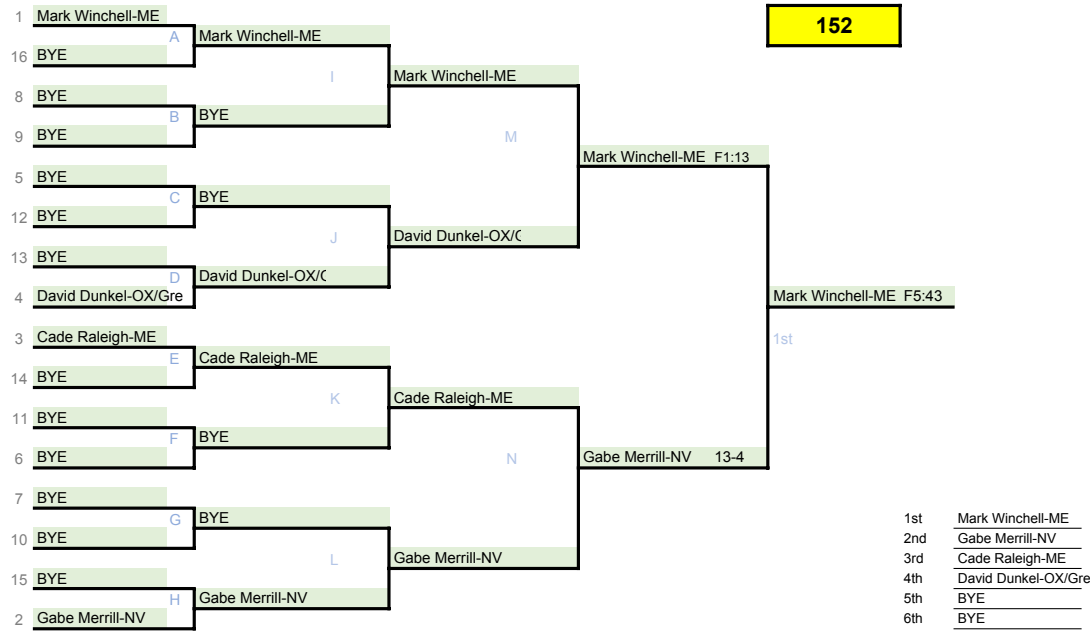 1 Mark Winchell-ME
152
A Mark Winchell-ME
16 BYE
I Mark Winchell-ME
8 BYE
B BYE
9 BYE
M
Mark Winchell-ME F1:13
5 BYE
C BYE
12 BYE
J David Dunkel-OX/G
13 BYE
D David Dunkel-OX/G
4 David Dunkel-OX/Gre
Mark Winchell-ME F5:43
3 Cade Raleigh-ME
1st
E Cade Raleigh-ME
14 BYE
K Cade Raleigh-ME
11 BYE
F BYE
6 BYE
N Gabe Merrill-NV 13-4
7 BYE
G BYE
10 BYE
L Gabe Merrill-NV
15 BYE
H Gabe Merrill-NV
2 Gabe Merrill-NV
1st Mark Winchell-ME
2nd Gabe Merrill-NV
3rd Cade Raleigh-ME
4th David Dunkel-OX/Gre
5th BYE
6th BYE